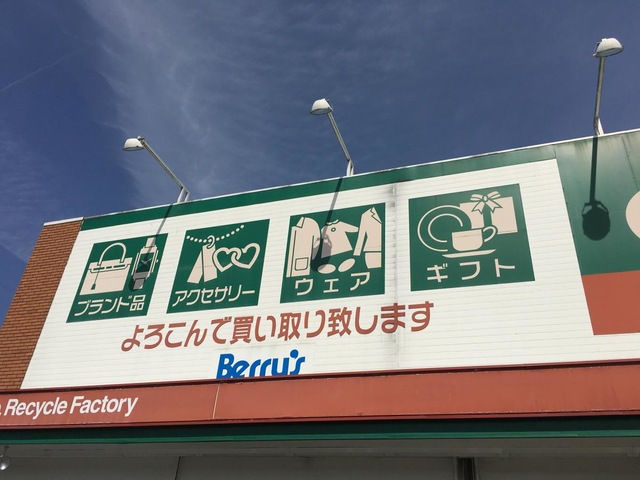 ブランド品
アクセサリー
ウェア
ギフト
よろこんで買い取り致します
Berry's
Recycle Factory